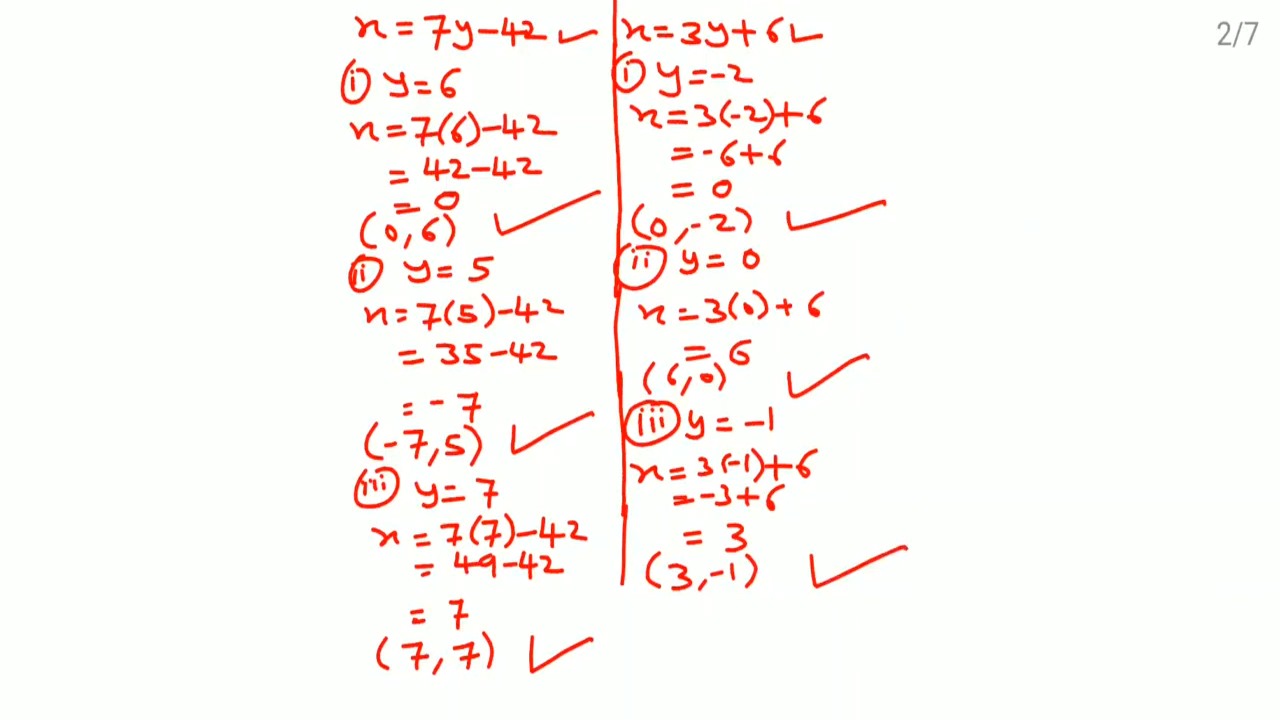 x = 7y - 42 ✓
(i) y = 6
x = 7(6) - 42
= 42 - 42
= 0
(0, 6) ✓
(ii) y = 5
x = 7(5) - 42
= 35 - 42
= -7
(-7, 5) ✓
(iii) y = 7
x = 7(7) - 42
= 49 - 42
= 7
(7, 7) ✓
x = 3y + 6 ✓
(i) y = -2
x = 3(-2) + 6
= -6 + 6
= 0
(0, -2) ✓
(ii) y = 0
x = 3(0) + 6
= 6
(6, 0) ✓
(iii) y = -1
x = 3(-1) + 6
= -3 + 6
= 3
(3, -1) ✓
2/7